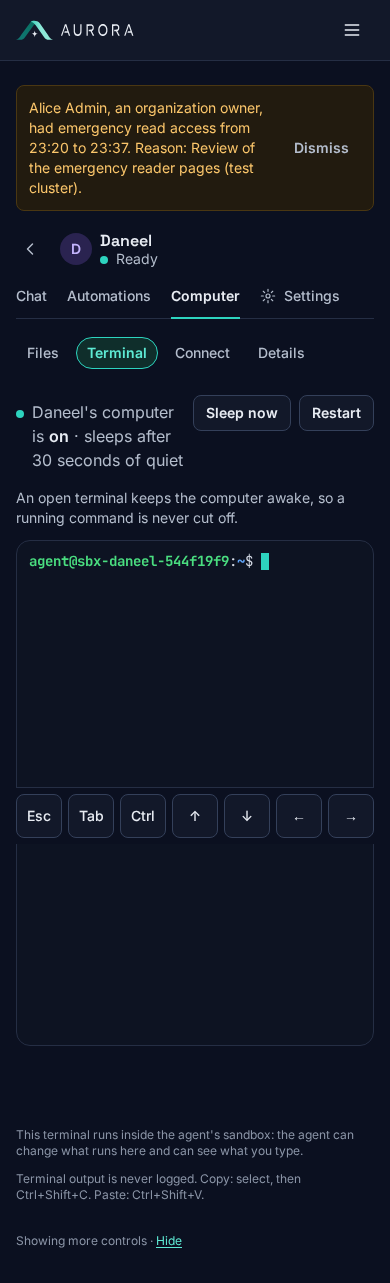 AURORA
Alice Admin, an organization owner,
had emergency read access from
23:20 to 23:37. Reason: Review of
the emergency reader pages (test
cluster).
Dismiss
D
Daneel
Ready
Chat Automations Computer Settings
Files Terminal Connect Details
Daneel's computer
is on · sleeps after
30 seconds of quiet
Sleep now Restart
An open terminal keeps the computer awake, so a
running command is never cut off.
agent@sbx-daneel-544f19f9:~$
Esc Tab Ctrl ↑ ↓ ← →
This terminal runs inside the agent's sandbox: the agent can
change what runs here and can see what you type.
Terminal output is never logged. Copy: select, then
Ctrl+Shift+C. Paste: Ctrl+Shift+V.
Showing more controls · Hide